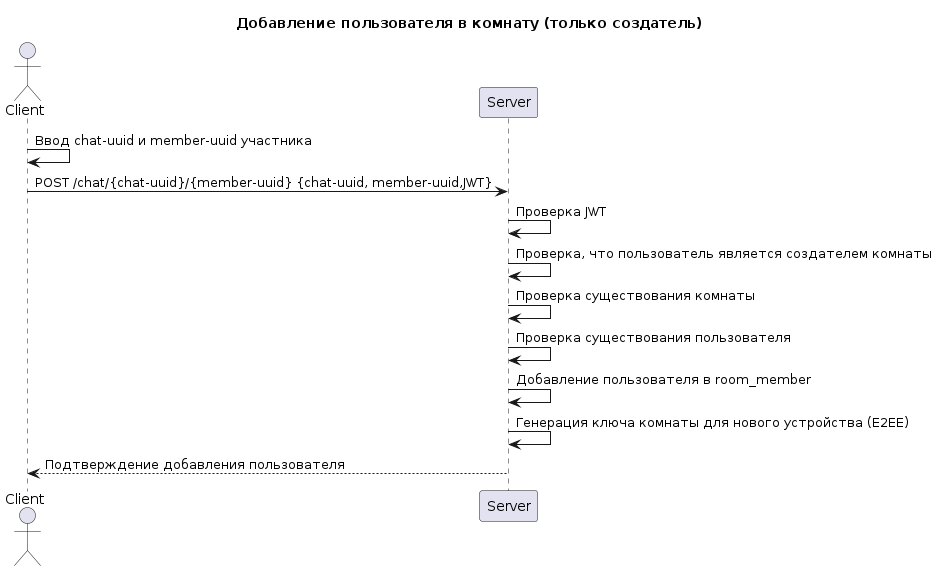 Добавление пользователя в комнату (только создатель)
Client
Server
Ввод chat-uuid и member-uuid участника
POST /chat/{chat-uuid}/{member-uuid} {chat-uuid, member-uuid,JWT}
Проверка JWT
Проверка, что пользователь является создателем комнаты
Проверка существования комнаты
Проверка существования пользователя
Добавление пользователя в room_member
Генерация ключа комнаты для нового устройства (E2EE)
Подтверждение добавления пользователя
Client
Server